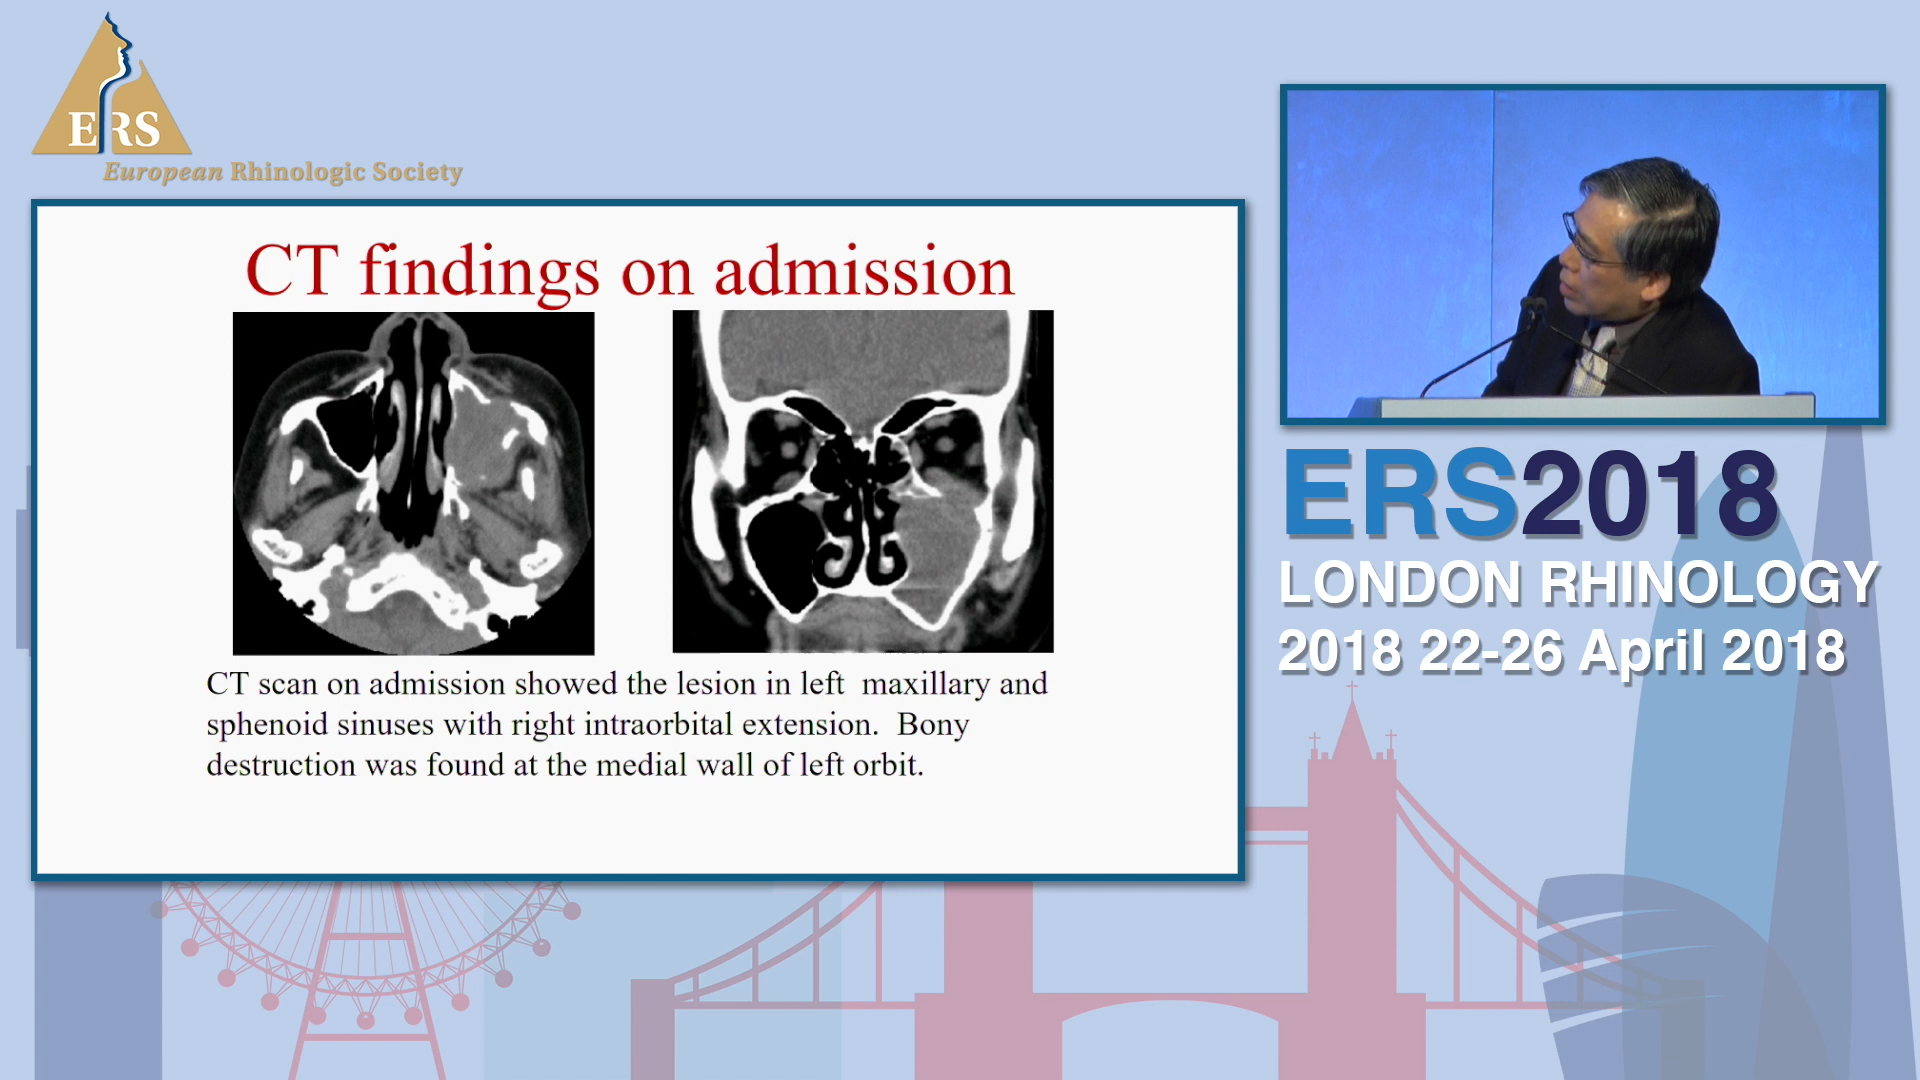 ERS
European Rhinologic Society
CT findings on admission
CT scan on admission showed the lesion in left maxillary and
sphenoid sinuses with right intraorbital extension. Bony
destruction was found at the medial wall of left orbit.
ERS2018
LONDON RHINOLOGY
2018 22-26 April 2018